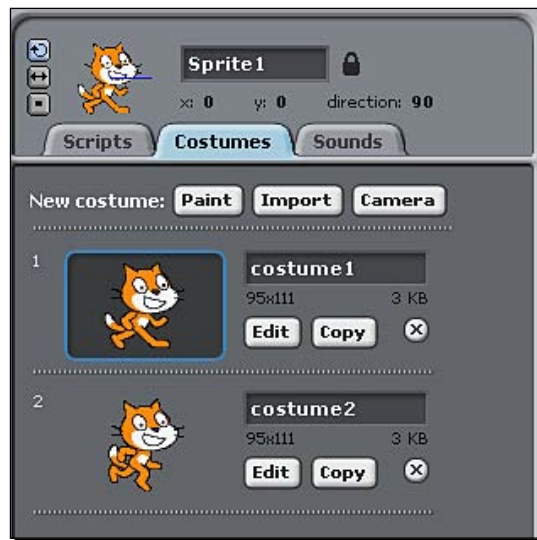 Sprite1
x: 0 y: 0 direction: 90
Scripts Costumes Sounds
New costume: Paint Import Camera
1
costume1
95x111 3 KB
Edit Copy
2
costume2
95x111 3 KB
Edit Copy